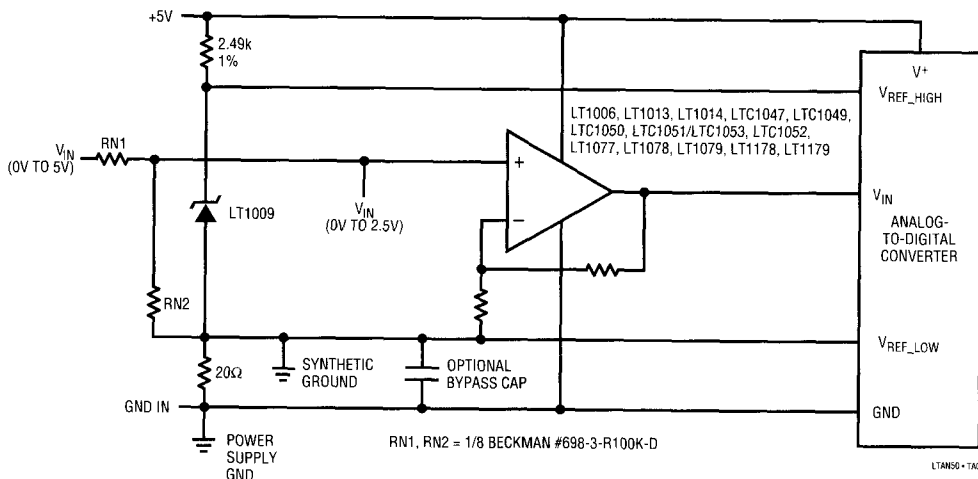 +5V
2.49k
1%
V+
VREF_HIGH
LT1006, LT1013, LT1014, LTC1047, LTC1049,
LTC1050, LTC1051/LTC1053, LTC1052,
LT1077, LT1078, LT1079, LT1178, LT1179
RN1
VIN
(0V TO 5V)
+
LT1009
VIN
(0V TO 2.5V)
−
VIN
ANALOG-
TO-DIGITAL
CONVERTER
RN2
VREF_LOW
20Ω
SYNTHETIC
GROUND
OPTIONAL
BYPASS CAP
GND IN
GND
POWER
SUPPLY
GND
RN1, RN2 = 1/8 BECKMAN #698-3-R100K-D